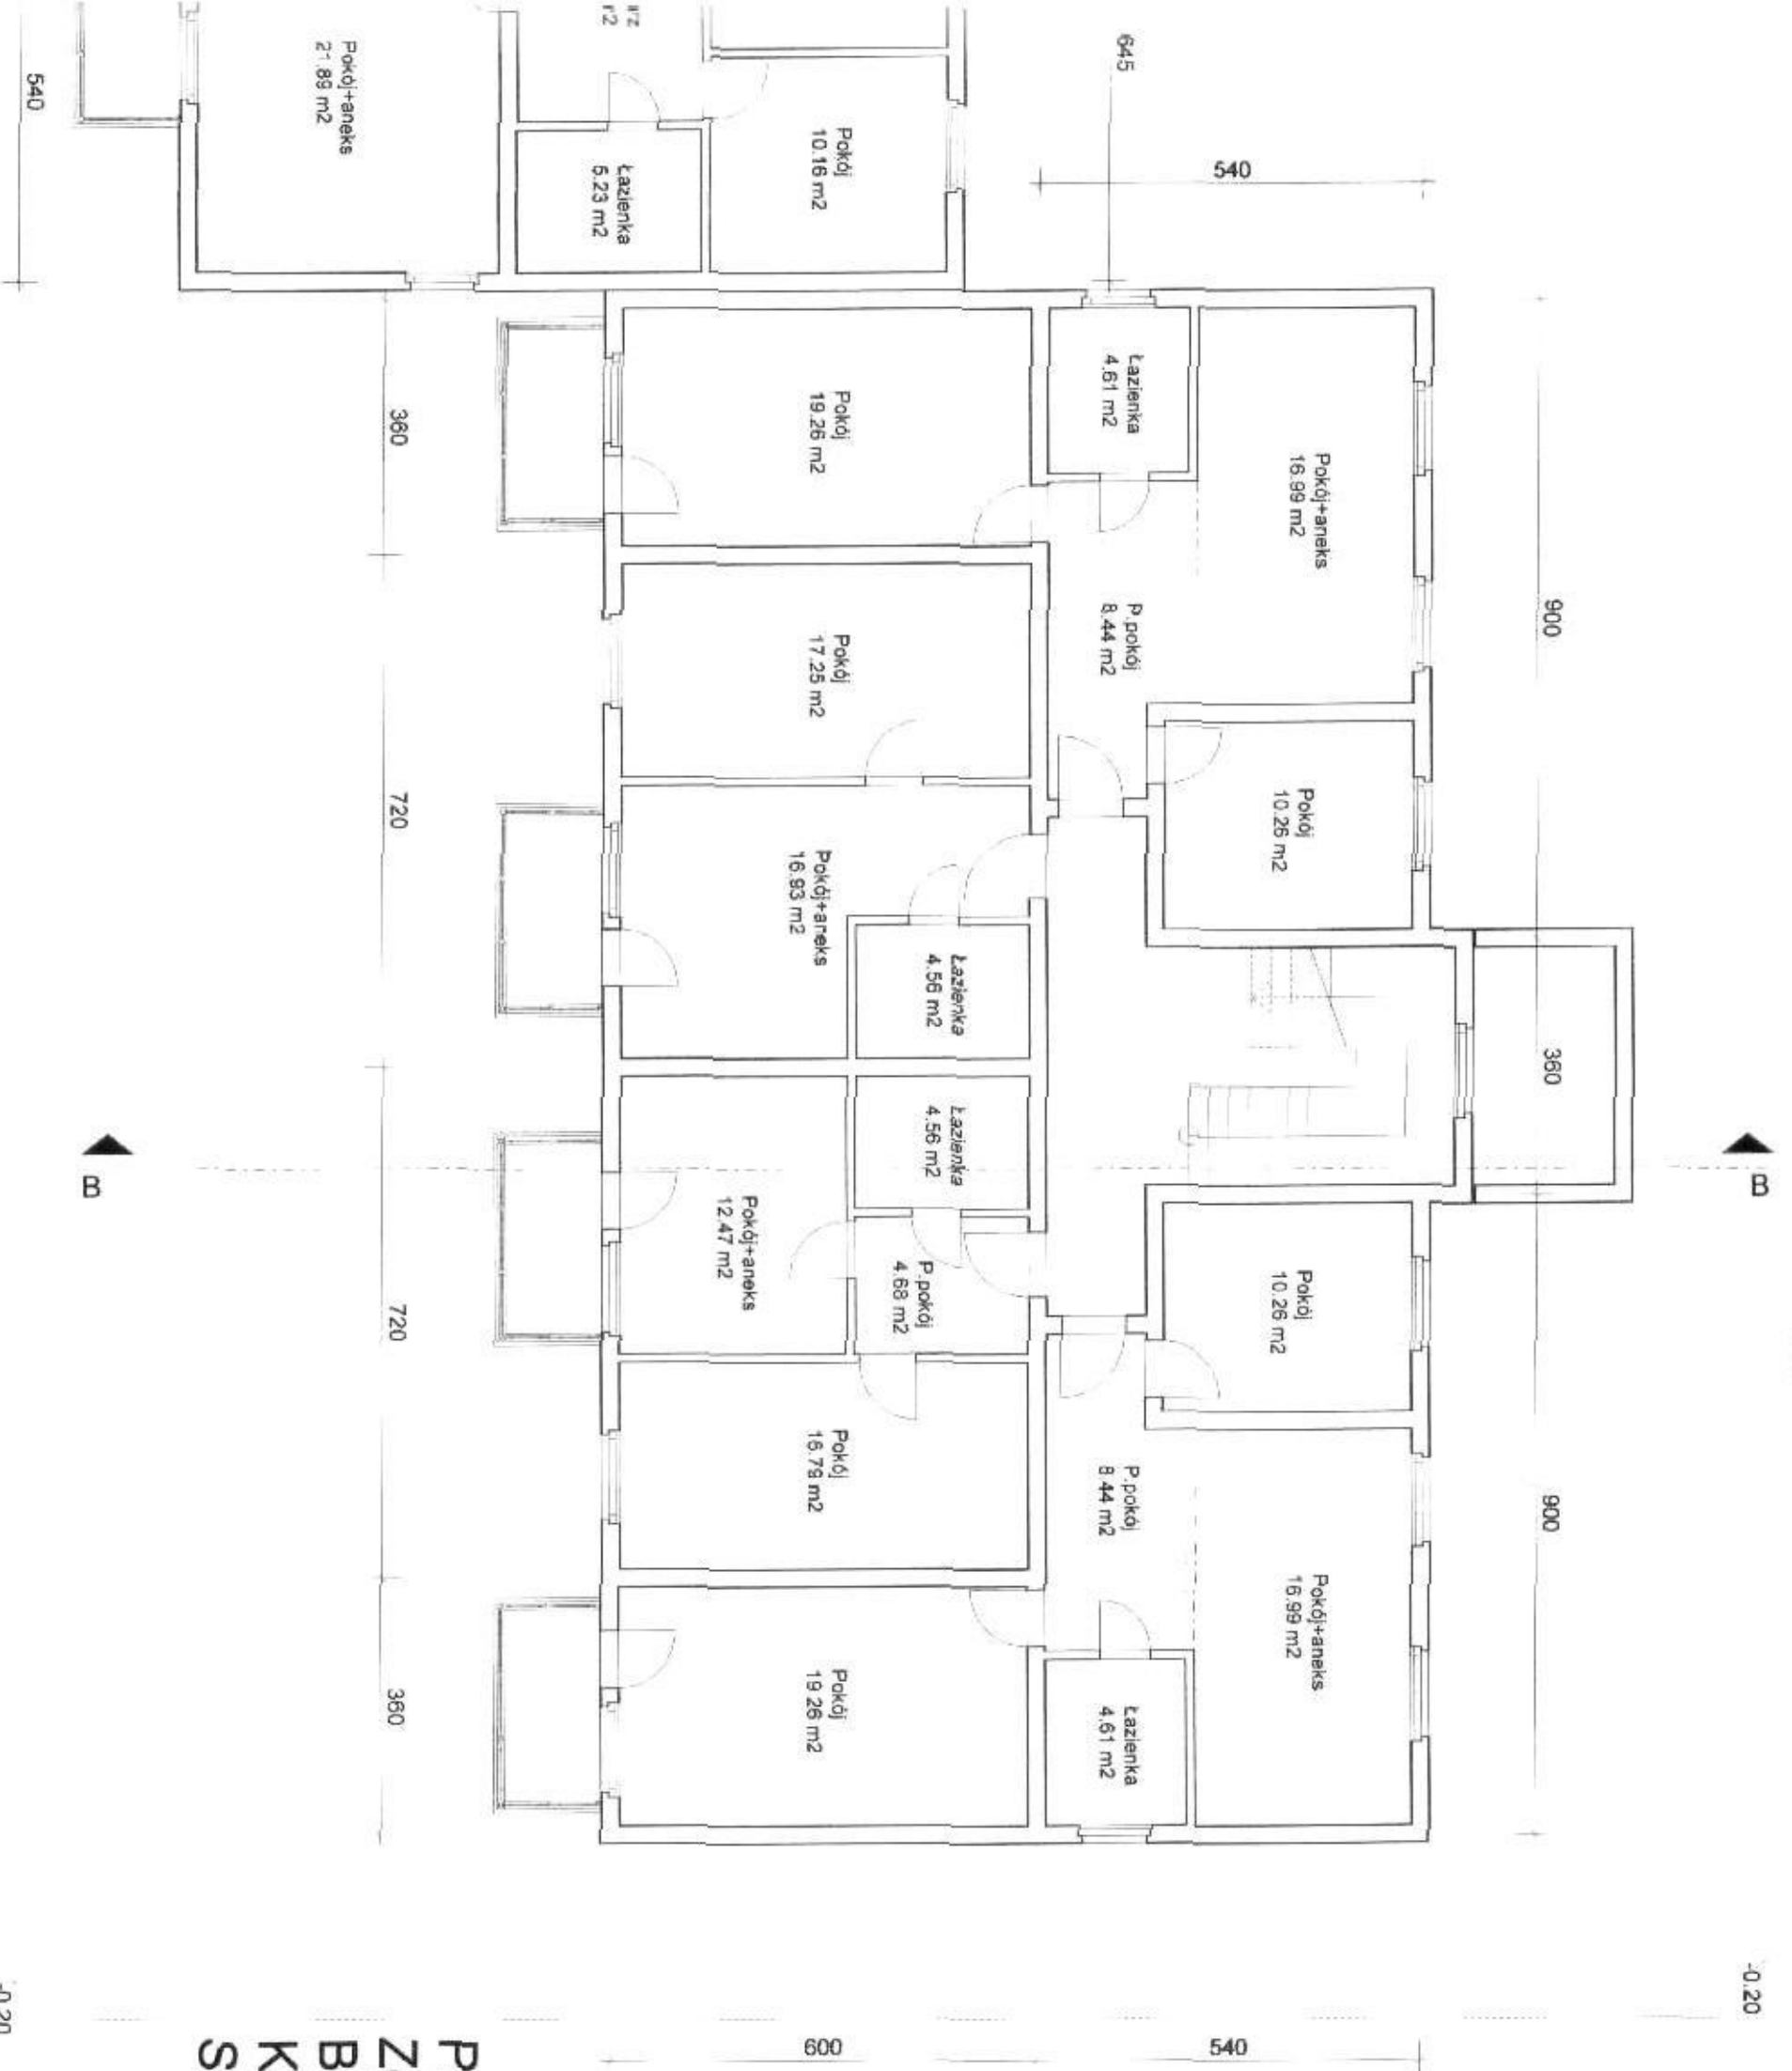 Pokój+aneks
21.89 m2
Łazienka
5.23 m2
Pokój
10.16 m2
645
540
540
Pokój
19.26 m2
Łazienka
4.61 m2
Pokój+aneks
16.99 m2
360
900
P.pokój
8.44 m2
Pokój
17.25 m2
Pokój
10.26 m2
720
Pokój+aneks
16.93 m2
Łazienka
4.56 m2
360
Łazienka
4.56 m2
B
B
Pokój+aneks
12.47 m2
P.pokój
4.68 m2
Pokój
10.26 m2
720
Pokój
16.79 m2
P.pokój
8.44 m2
900
Pokój+aneks
16.99 m2
Pokój
19.26 m2
Łazienka
4.61 m2
360
-0.20
-0.20
600
540
P
Z
B
K
S